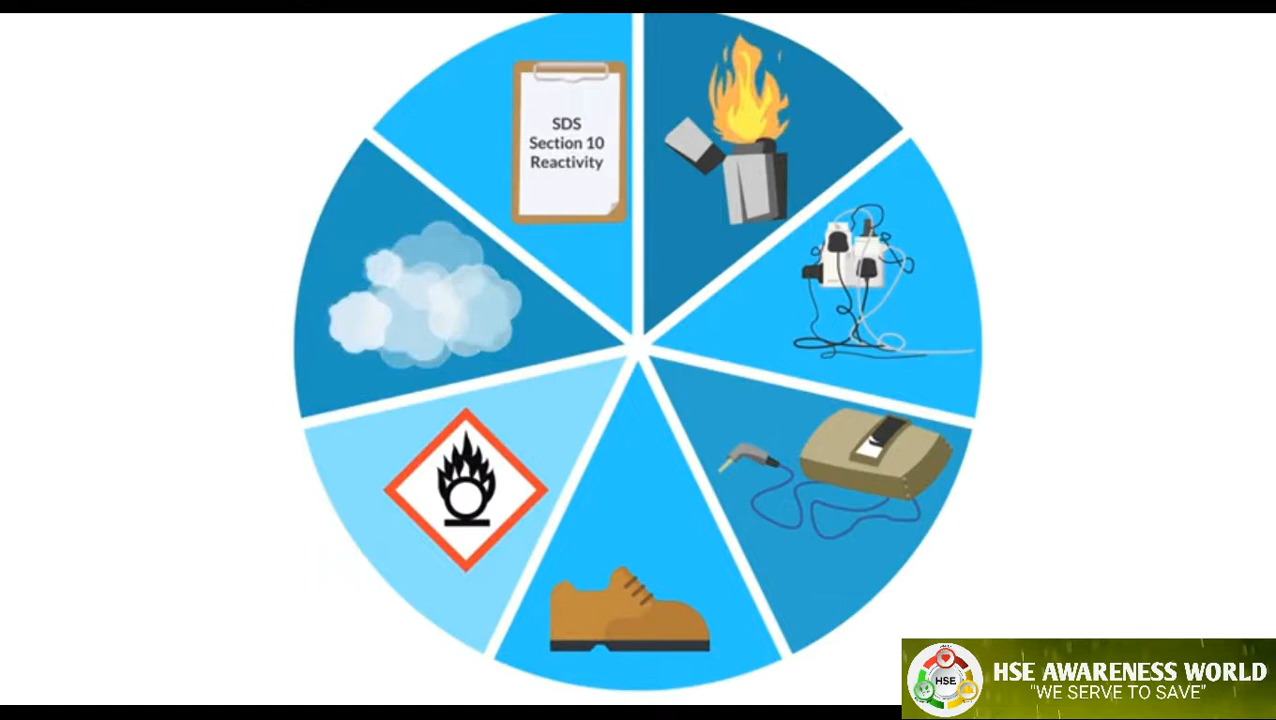 SDS
Section 10
Reactivity
HSE
HSE AWARENESS WORLD
"WE SERVE TO SAVE"